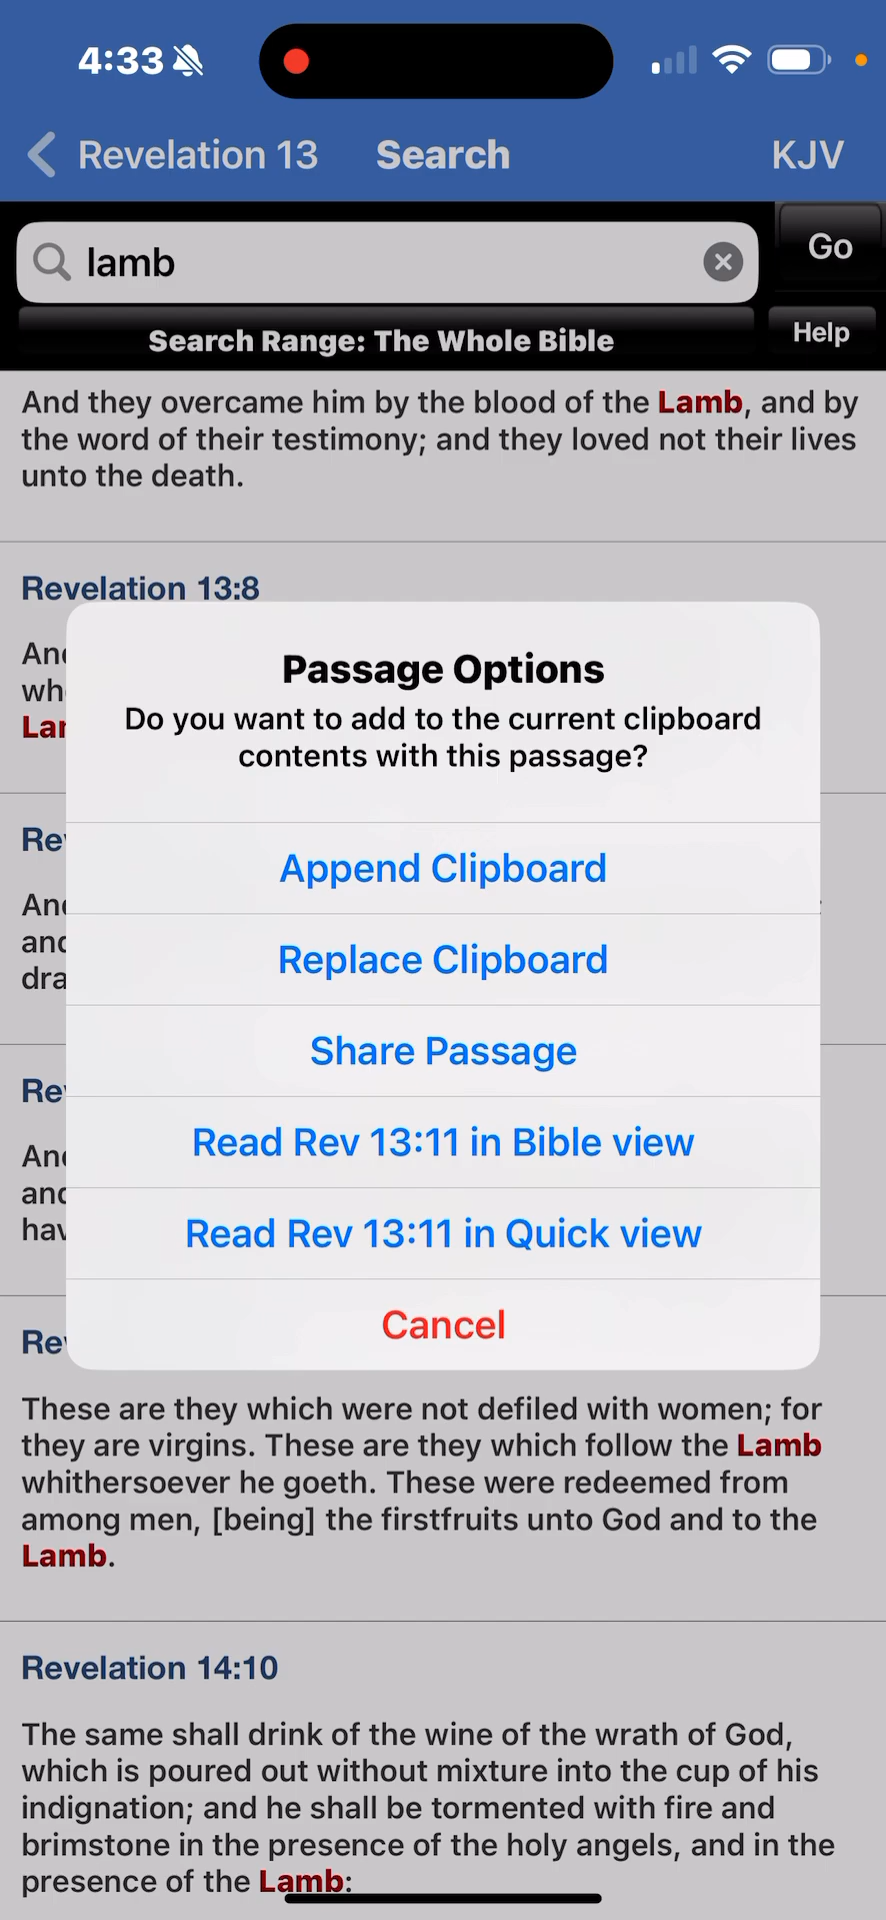 4:33
Revelation 13 Search KJV
lamb
Go
Search Range: The Whole Bible
Help
And they overcame him by the blood of the Lamb, and by
the word of their testimony; and they loved not their lives
unto the death.
Revelation 13:8
Passage Options
Do you want to add to the current clipboard
contents with this passage?
Append Clipboard
Replace Clipboard
Share Passage
Read Rev 13:11 in Bible view
Read Rev 13:11 in Quick view
Cancel
These are they which were not defiled with women; for
they are virgins. These are they which follow the Lamb
whithersoever he goeth. These were redeemed from
among men, [being] the firstfruits unto God and to the
Lamb.
Revelation 14:10
The same shall drink of the wine of the wrath of God,
which is poured out without mixture into the cup of his
indignation; and he shall be tormented with fire and
brimstone in the presence of the holy angels, and in the
presence of the Lamb: